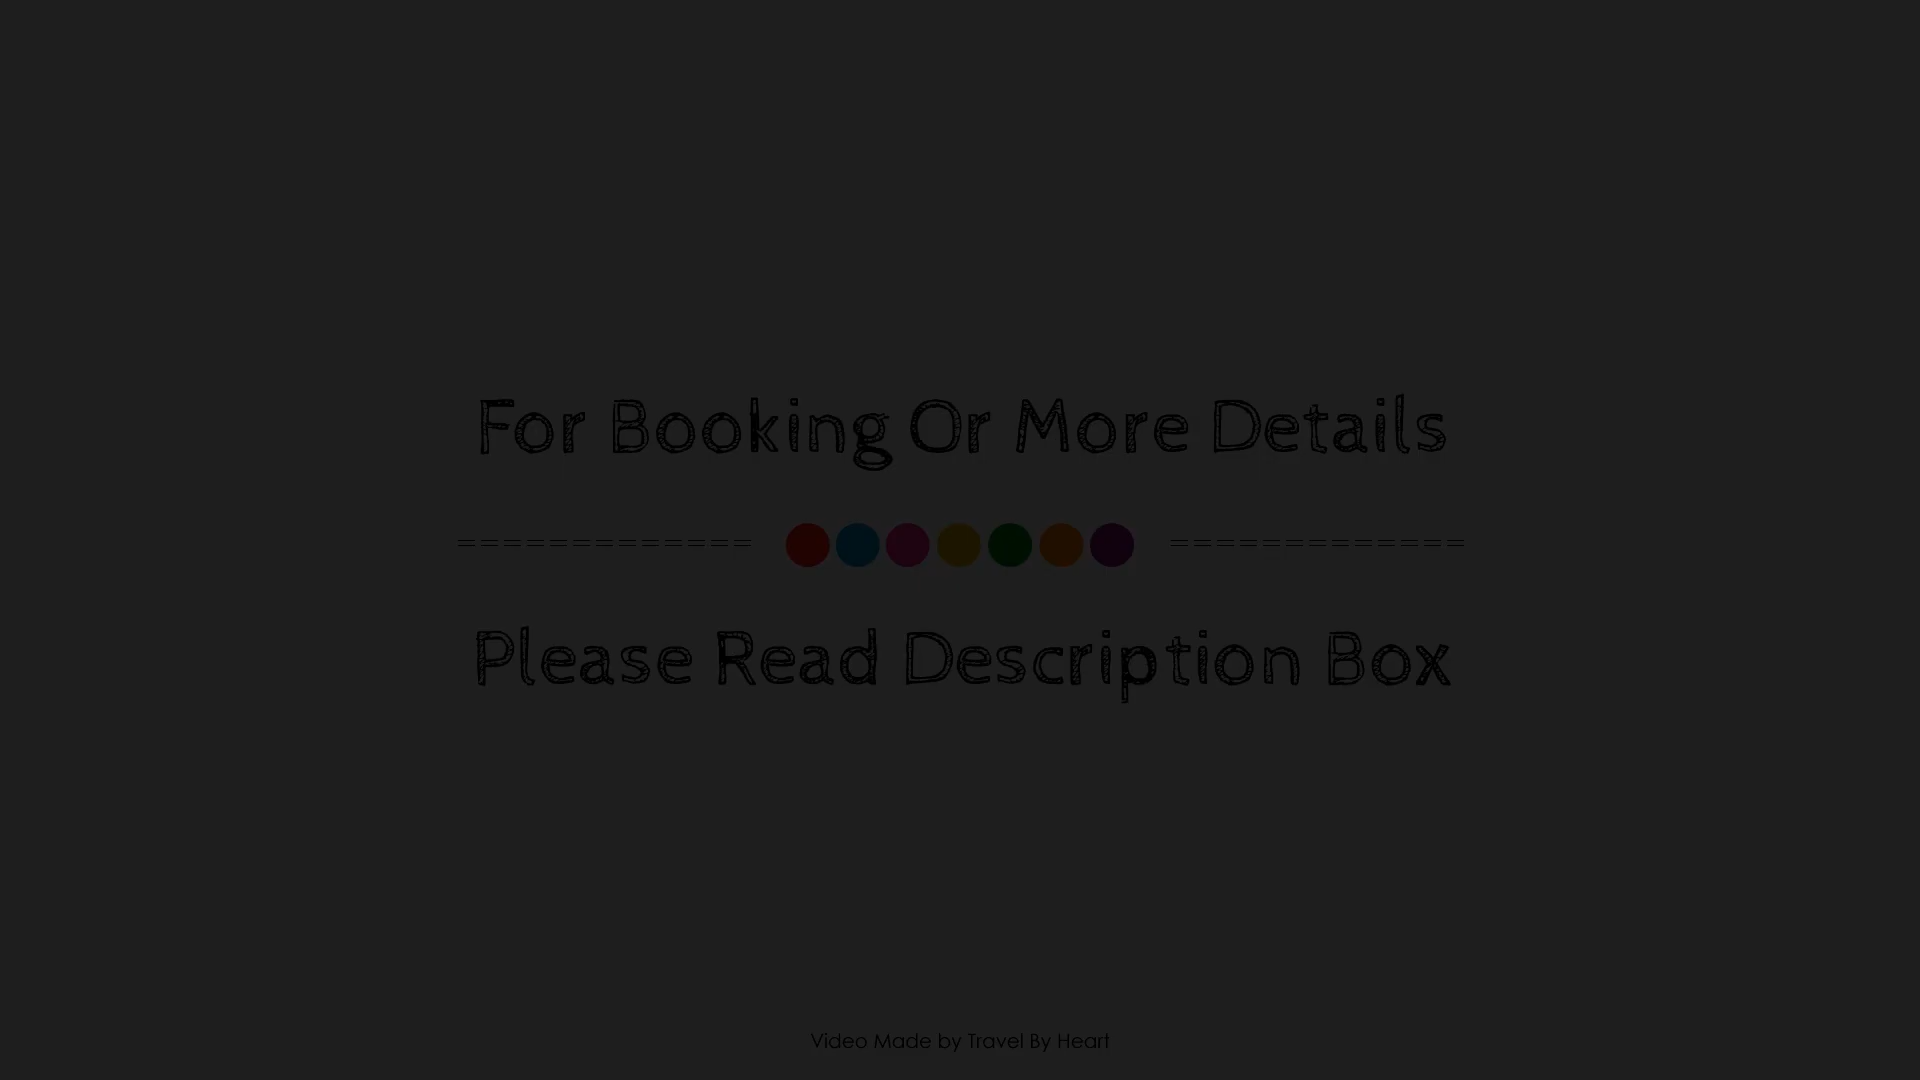 For Booking Or More Details
============= =============
Please Read Description Box
Video Made by Travel By Heart